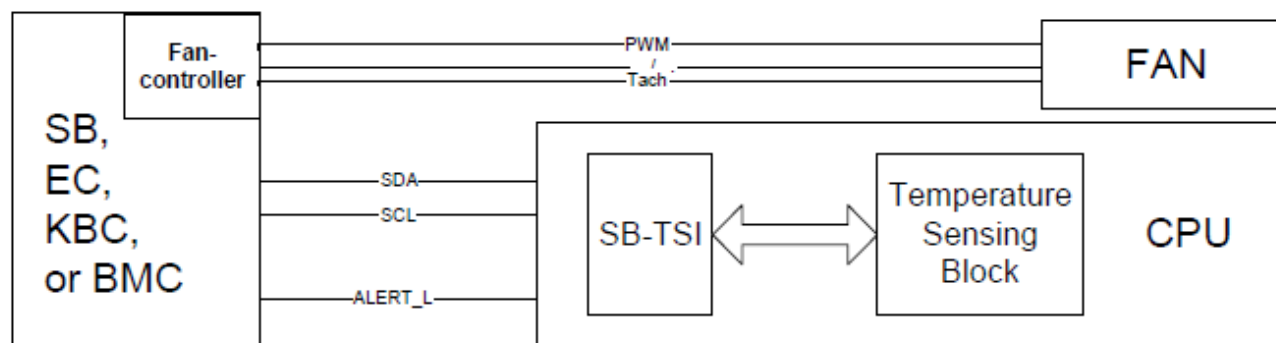 Fan-
controller
PWM
/
Tach
FAN
SB,
EC,
KBC,
or BMC
SDA
SCL
ALERT_L
SB-TSI
Temperature
Sensing
Block
CPU